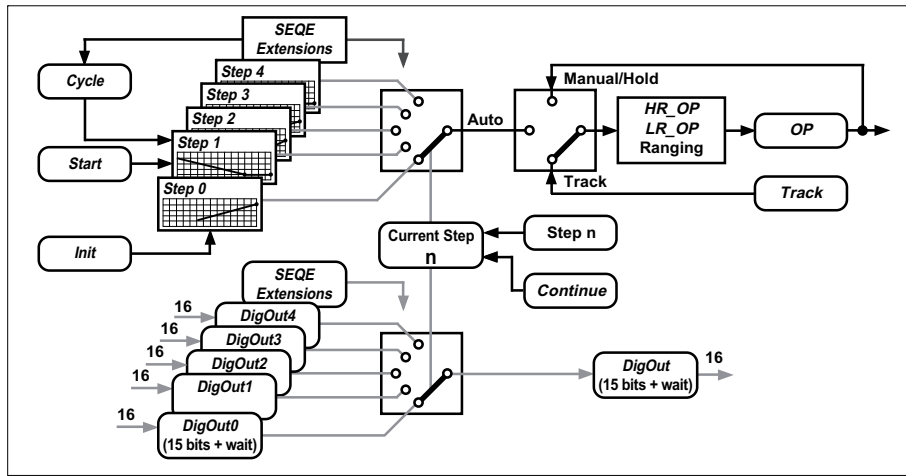 SEQE
Extensions
Step 4
Step 3
Step 2
Step 1
Step 0
Cycle
Start
Init
Auto
Manual/Hold
Track
HR_OP
LR_OP
Ranging
OP
Track
Current Step
n
Step n
Continue
SEQE
Extensions
16
DigOut4
16
DigOut3
16
DigOut2
16
DigOut1
16
DigOut0
(15 bits + wait)
DigOut
(15 bits + wait)
16